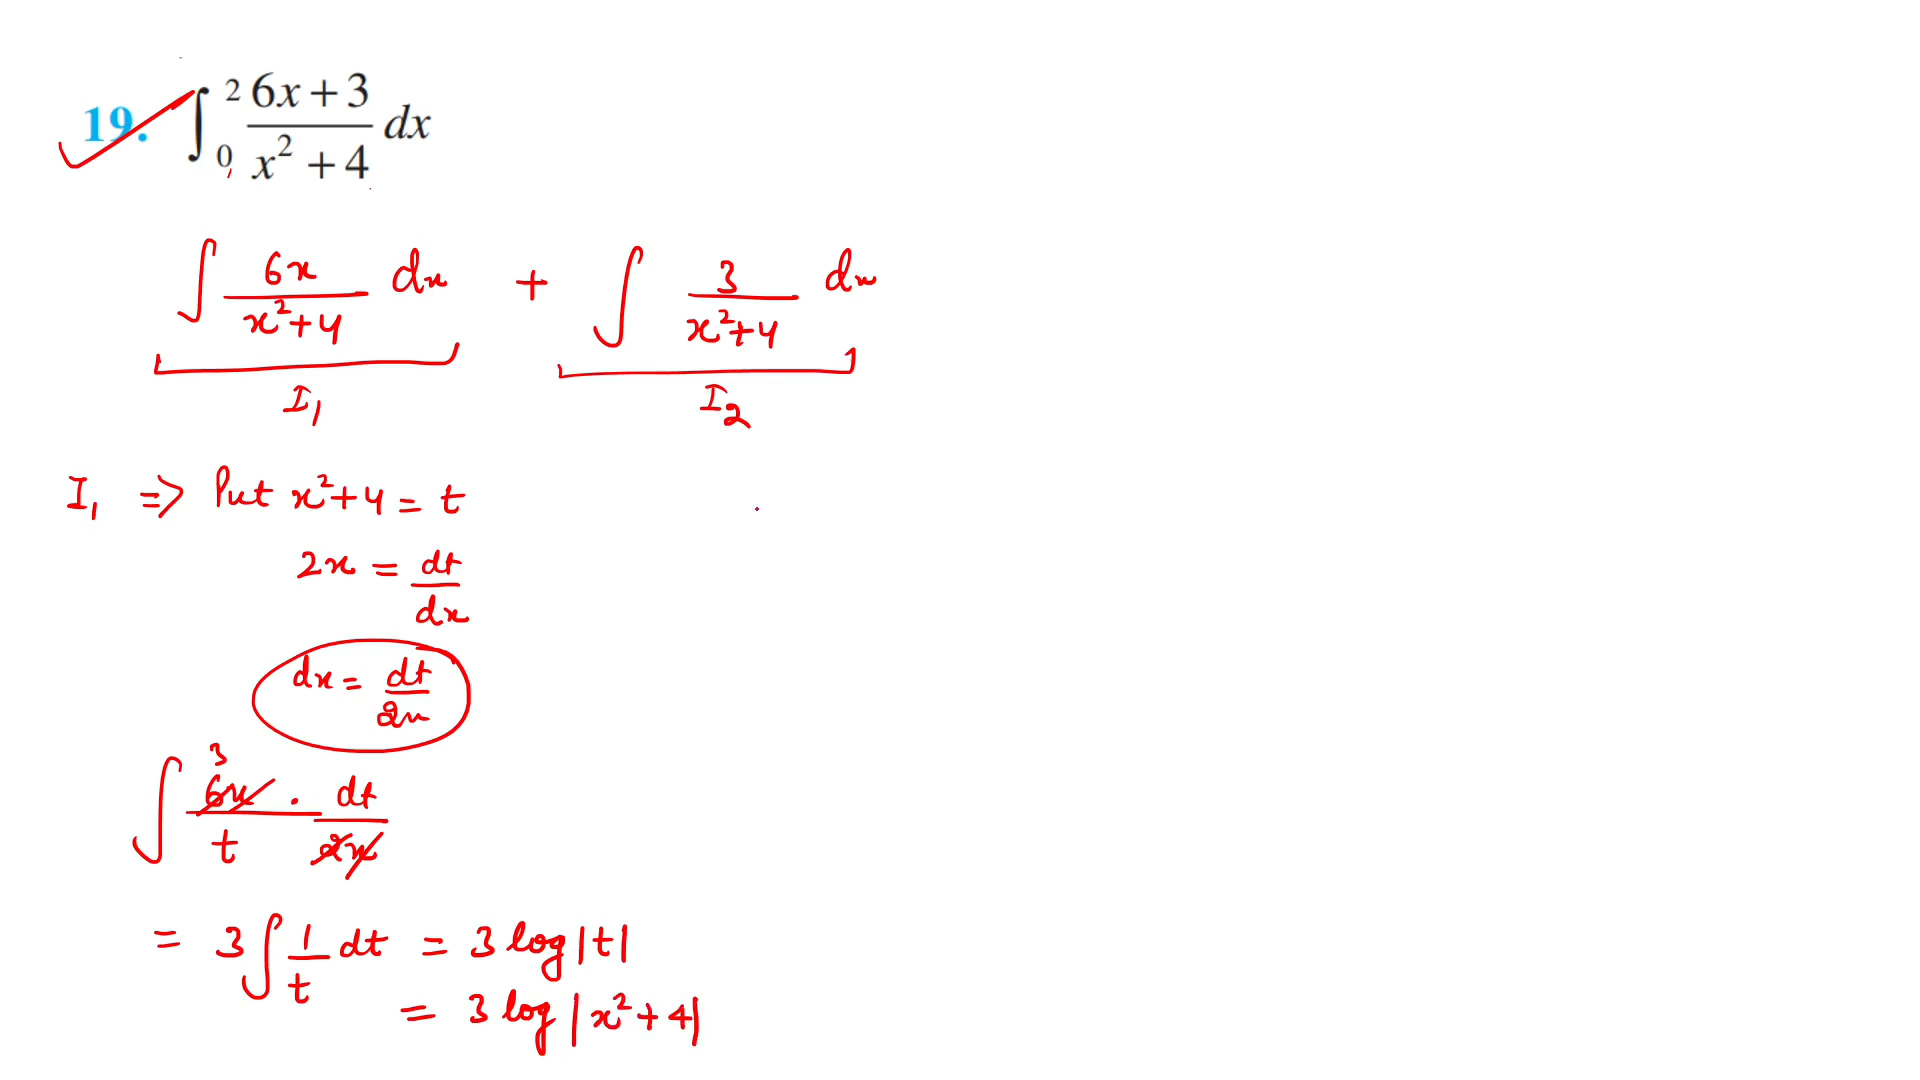 19. ∫₀² (6x+3)/(x²+4) dx
∫ 6x/(x²+4) dx + ∫ 3/(x²+4) dx
I₁ I₂
I₁ => Put x²+4 = t
2x = dt/dx
dx = dt/2x
3
∫ 6x/t · dt/2x
= 3∫ 1/t dt = 3 log|t|
= 3 log|x²+4|